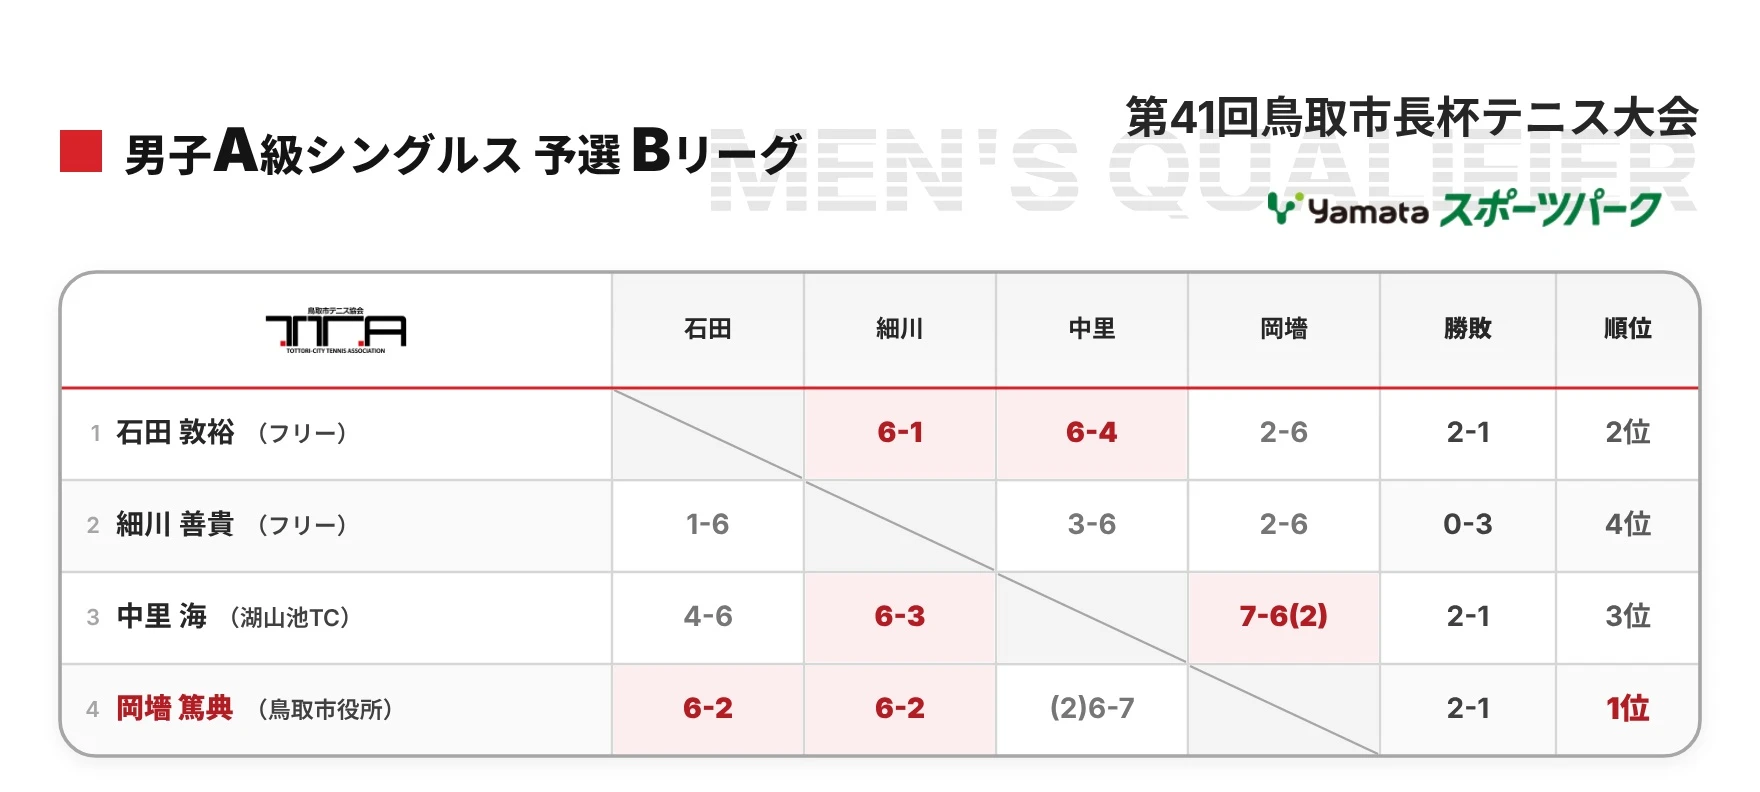 第41回鳥取市長杯テニス大会
男子A級シングルス 予選 Bリーグ
MEN'S QUALIFIER
Yamata スポーツパーク
鳥取市テニス協会
TTA
TOTTORI-CITY TENNIS ASSOCIATION
石田 細川 中里 岡墻 勝敗 順位
1 石田 敦裕 （フリー） 6-1 6-4 2-6 2-1 2位
2 細川 善貴 （フリー） 1-6 3-6 2-6 0-3 4位
3 中里 海 （湖山池TC） 4-6 6-3 7-6(2) 2-1 3位
4 岡墻 篤典 （鳥取市役所） 6-2 6-2 (2)6-7 2-1 1位